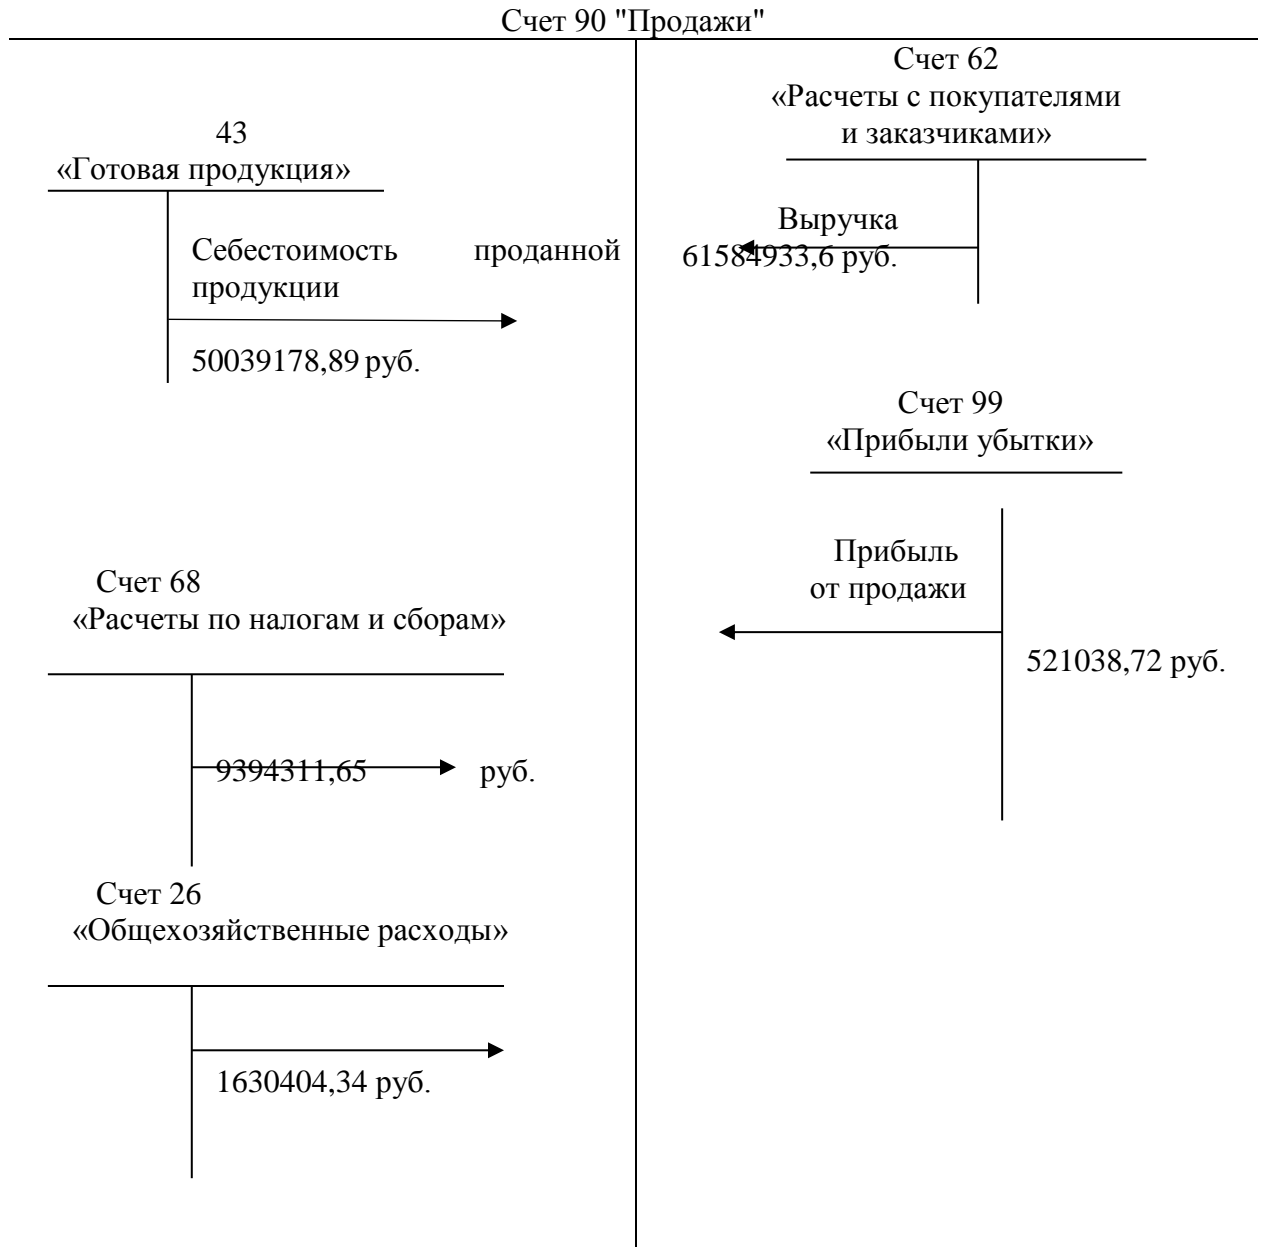 Счет 90 "Продажи"
43
«Готовая продукция»
Себестоимость проданной
продукции
50039178,89 руб.
Счет 68
«Расчеты по налогам и сборам»
9394311,65 руб.
Счет 26
«Общехозяйственные расходы»
1630404,34 руб.
Счет 62
«Расчеты с покупателями
и заказчиками»
Выручка
61584933,6 руб.
Счет 99
«Прибыли убытки»
Прибыль
от продажи
521038,72 руб.